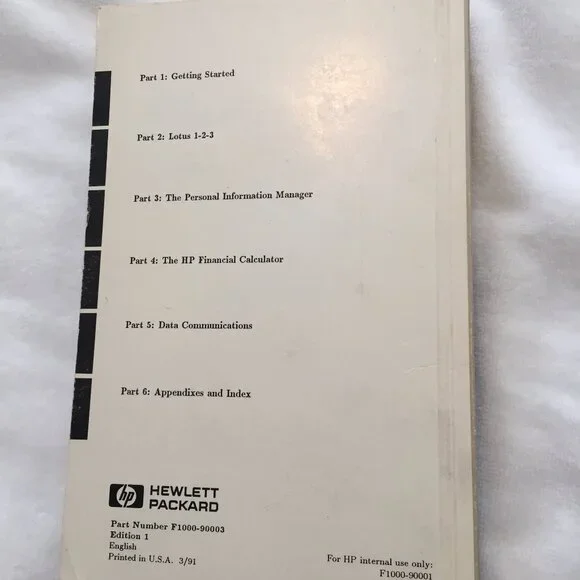 Part 1: Getting Started
Part 2: Lotus 1-2-3
Part 3: The Personal Information Manager
Part 4: The HP Financial Calculator
Part 5: Data Communications
Part 6: Appendixes and Index
hp HEWLETT
PACKARD
Part Number F1000-90003
Edition 1
English
Printed in U.S.A. 3/91
For HP internal use only:
F1000-90001